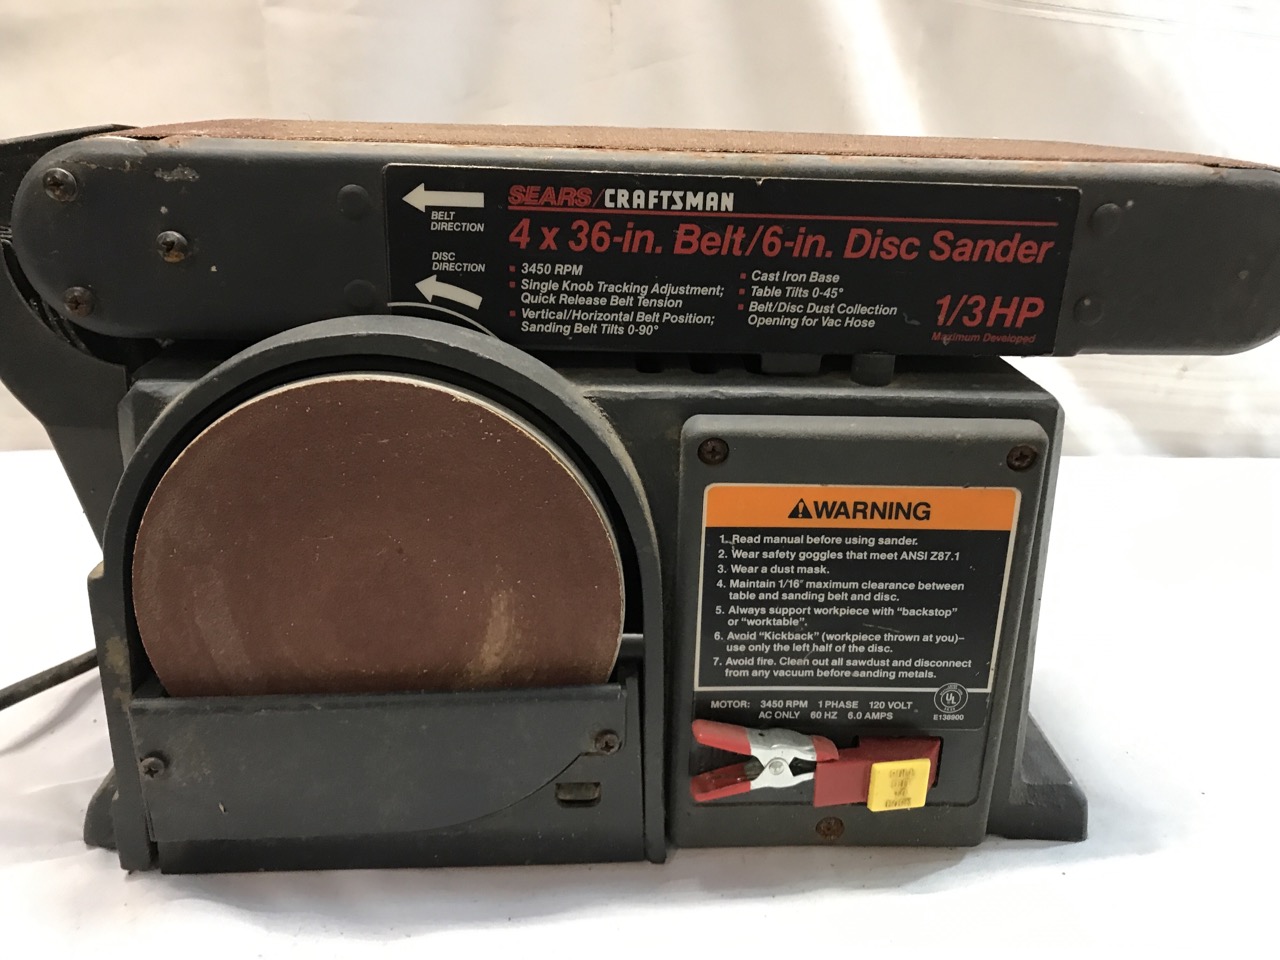 SEARS/CRAFTSMAN
4 x 36-in. Belt/6-in. Disc Sander
BELT
DIRECTION
DISC
DIRECTION
3450 RPM
Single Knob Tracking Adjustment;
Quick Release Belt Tension
Vertical/Horizontal Belt Position;
Sanding Belt Tilts 0-90°
Cast Iron Base
Table Tilts 0-45°
Belt/Disc Dust Collection
Opening for Vac Hose
1/3 HP
Maximum Developed
WARNING
1. Read manual before using sander.
2. Wear safety goggles that meet ANSI Z87.1
3. Wear a dust mask.
4. Maintain 1/16" maximum clearance between
table and sanding belt and disc.
5. Always support workpiece with "backstop"
or "worktable".
6. Avoid "Kickback" (workpiece thrown at you)–
use only the left half of the disc.
7. Avoid fire. Clean out all sawdust and disconnect
from any vacuum before sanding metals.
MOTOR: 3450 RPM 1 PHASE 120 VOLT
AC ONLY 60 HZ 6.0 AMPS
UL
E138900